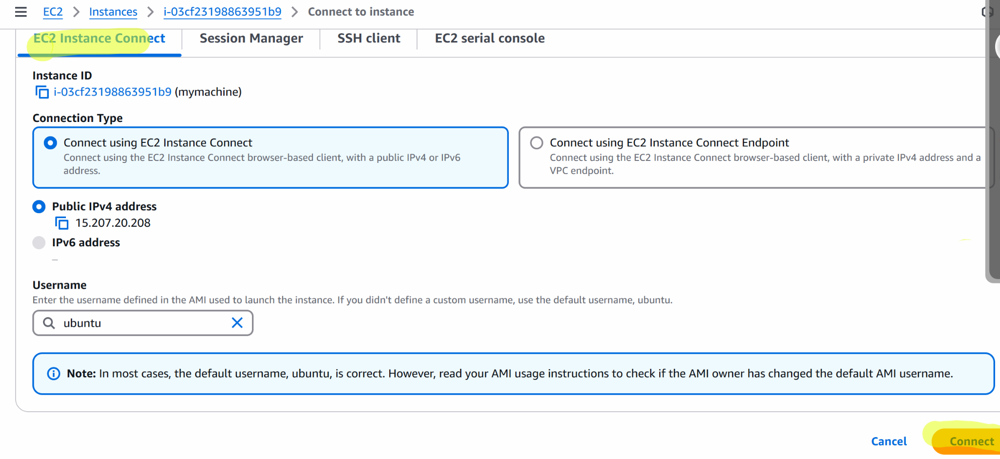 EC2 > Instances > i-03cf23198863951b9 > Connect to instance
EC2 Instance Connect Session Manager SSH client EC2 serial console
Instance ID
i-03cf23198863951b9 (mymachine)
Connection Type
Connect using EC2 Instance Connect
Connect using the EC2 Instance Connect browser-based client, with a public IPv4 or IPv6
address.
Connect using EC2 Instance Connect Endpoint
Connect using the EC2 Instance Connect browser-based client, with a private IPv4 address and a
VPC endpoint.
Public IPv4 address
15.207.20.208
IPv6 address
–
Username
Enter the username defined in the AMI used to launch the instance. If you didn't define a custom username, use the default username, ubuntu.
ubuntu
Note: In most cases, the default username, ubuntu, is correct. However, read your AMI usage instructions to check if the AMI owner has changed the default AMI username.
Cancel Connect